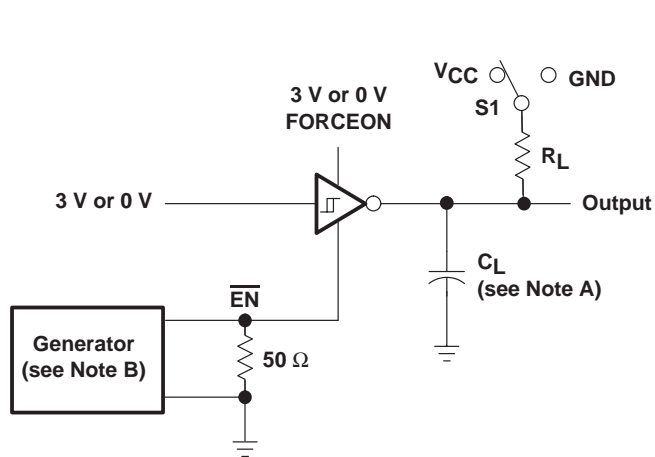 VCC
GND
S1
3 V or 0 V
FORCEON
RL
3 V or 0 V
Output
CL
(see Note A)
EN
Generator
(see Note B)
50 Ω